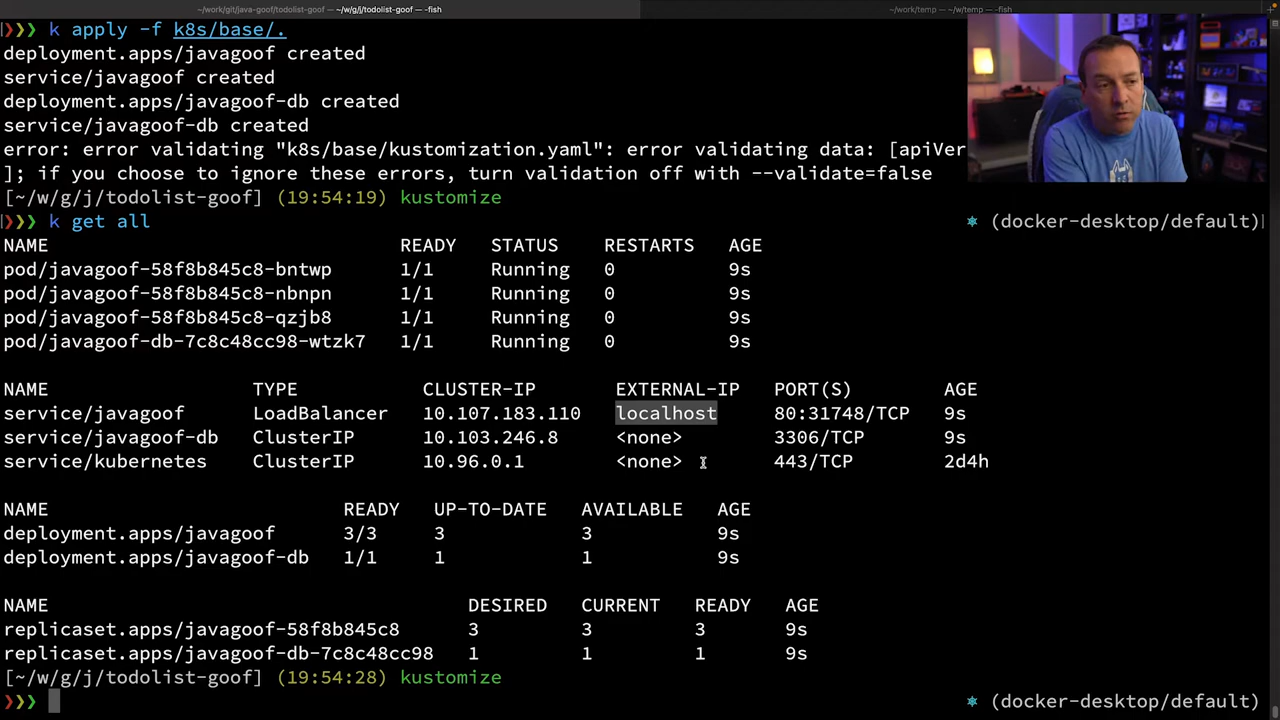 ~/work/git/java-goof/todolist-goof — ~/w/g/j/todolist-goof — -fish
~/work/temp — ~/w/temp — -fish
❯❯❯ k apply -f k8s/base/.
deployment.apps/javagoof created
service/javagoof created
deployment.apps/javagoof-db created
service/javagoof-db created
error: error validating "k8s/base/kustomization.yaml": error validating data: [apiVer
]; if you choose to ignore these errors, turn validation off with --validate=false
[~/w/g/j/todolist-goof] (19:54:19) kustomize
❯❯❯ k get all ⎈ (docker-desktop/default)
NAME READY STATUS RESTARTS AGE
pod/javagoof-58f8b845c8-bntwp 1/1 Running 0 9s
pod/javagoof-58f8b845c8-nbnpn 1/1 Running 0 9s
pod/javagoof-58f8b845c8-qzjb8 1/1 Running 0 9s
pod/javagoof-db-7c8c48cc98-wtzk7 1/1 Running 0 9s
NAME TYPE CLUSTER-IP EXTERNAL-IP PORT(S) AGE
service/javagoof LoadBalancer 10.107.183.110 localhost 80:31748/TCP 9s
service/javagoof-db ClusterIP 10.103.246.8 <none> 3306/TCP 9s
service/kubernetes ClusterIP 10.96.0.1 <none> 443/TCP 2d4h
NAME READY UP-TO-DATE AVAILABLE AGE
deployment.apps/javagoof 3/3 3 3 9s
deployment.apps/javagoof-db 1/1 1 1 9s
NAME DESIRED CURRENT READY AGE
replicaset.apps/javagoof-58f8b845c8 3 3 3 9s
replicaset.apps/javagoof-db-7c8c48cc98 1 1 1 9s
[~/w/g/j/todolist-goof] (19:54:28) kustomize
❯❯❯ ⎈ (docker-desktop/default)